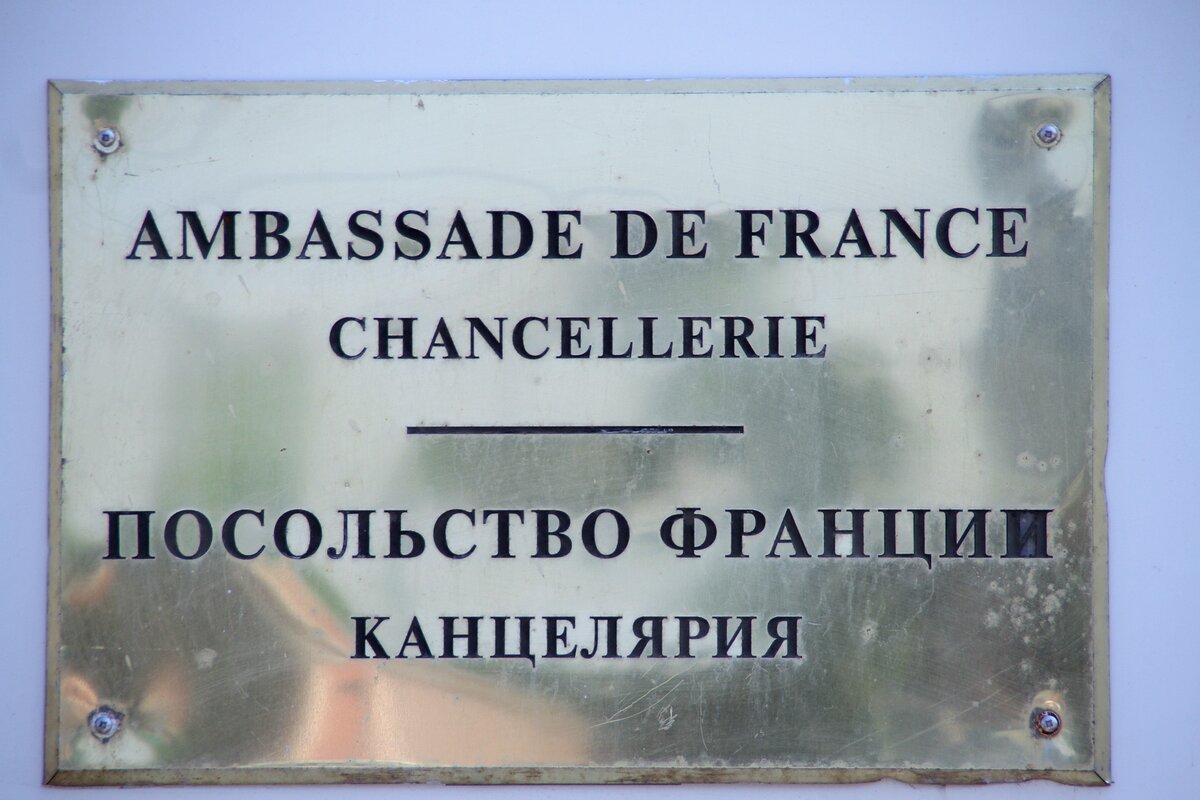 AMBASSADE DE FRANCE
CHANCELLERIE
ПОСОЛЬСТВО ФРАНЦИИ
КАНЦЕЛЯРИЯ